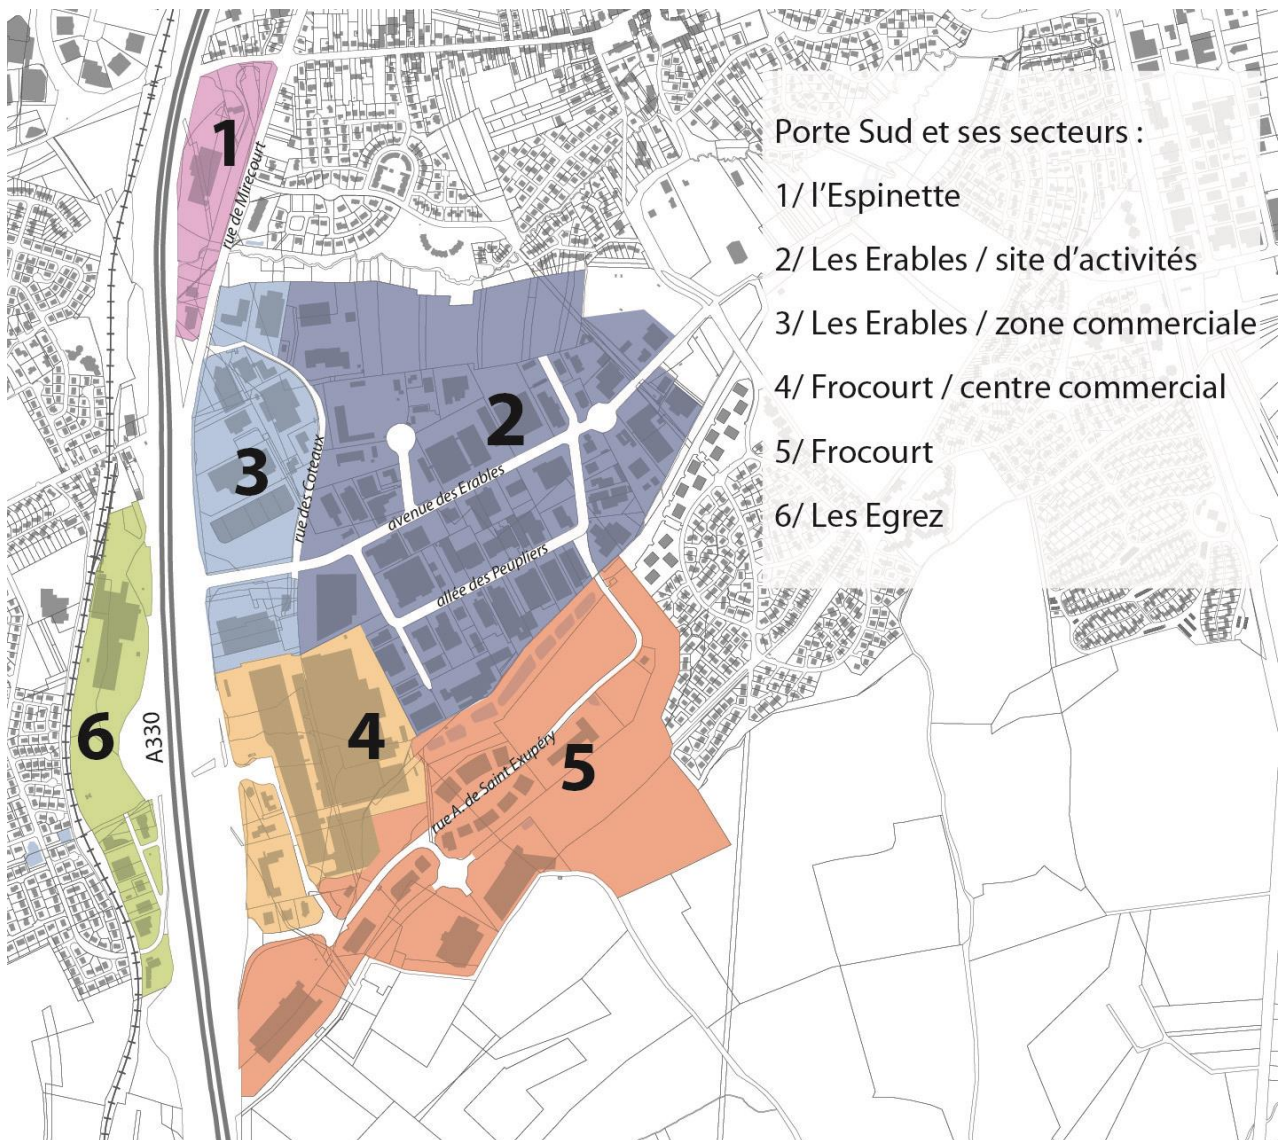 Porte Sud et ses secteurs :
1/ l'Espinette
2/ Les Erables / site d'activités
3/ Les Erables / zone commerciale
4/ Frocourt / centre commercial
5/ Frocourt
6/ Les Egrez
1
rue de Mirecourt
2
3
rue des Coteaux
avenue des Erables
allée des Peupliers
4
5
rue A. de Saint Exupéry
6
A330